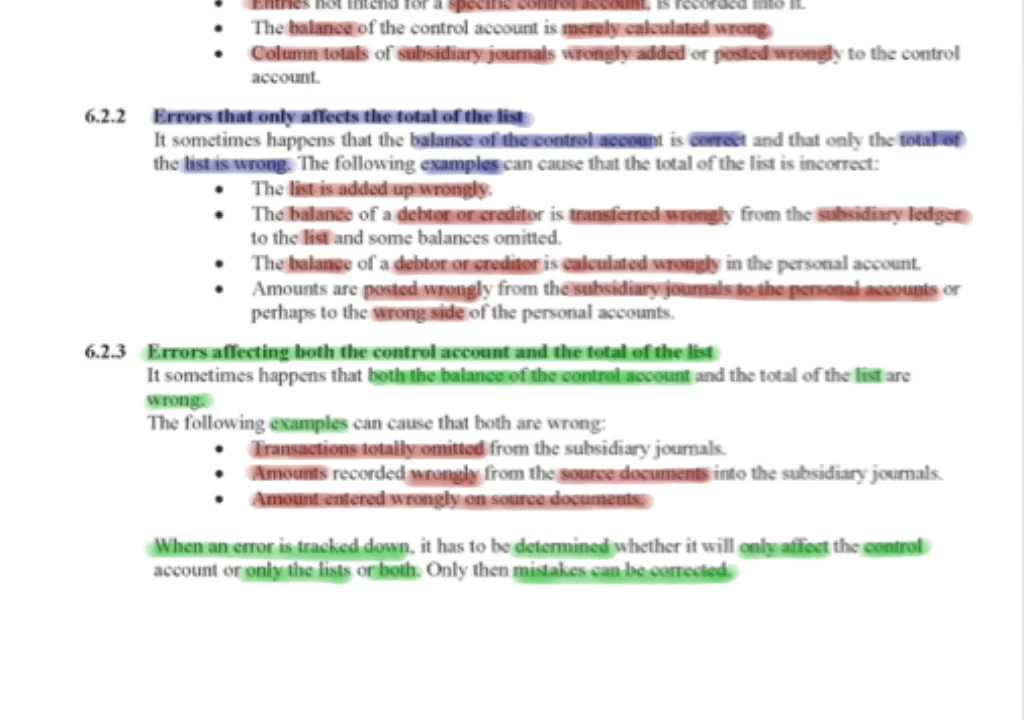 Entries not intend for a specific control account, is recorded into it.
• The balance of the control account is merely calculated wrong.
• Column totals of subsidiary journals wrongly added or posted wrongly to the control
account.
6.2.2 Errors that only affects the total of the list
It sometimes happens that the balance of the control account is correct and that only the total of
the list is wrong. The following examples can cause that the total of the list is incorrect:
• The list is added up wrongly.
• The balance of a debtor or creditor is transferred wrongly from the subsidiary ledger
to the list and some balances omitted.
• The balance of a debtor or creditor is calculated wrongly in the personal account.
• Amounts are posted wrongly from the subsidiary journals to the personal accounts or
perhaps to the wrong side of the personal accounts.
6.2.3 Errors affecting both the control account and the total of the list
It sometimes happens that both the balance of the control account and the total of the list are
wrong.
The following examples can cause that both are wrong:
• Transactions totally omitted from the subsidiary journals.
• Amounts recorded wrongly from the source documents into the subsidiary journals.
• Amount entered wrongly on source documents.
When an error is tracked down, it has to be determined whether it will only affect the control
account or only the lists or both. Only then mistakes can be corrected.